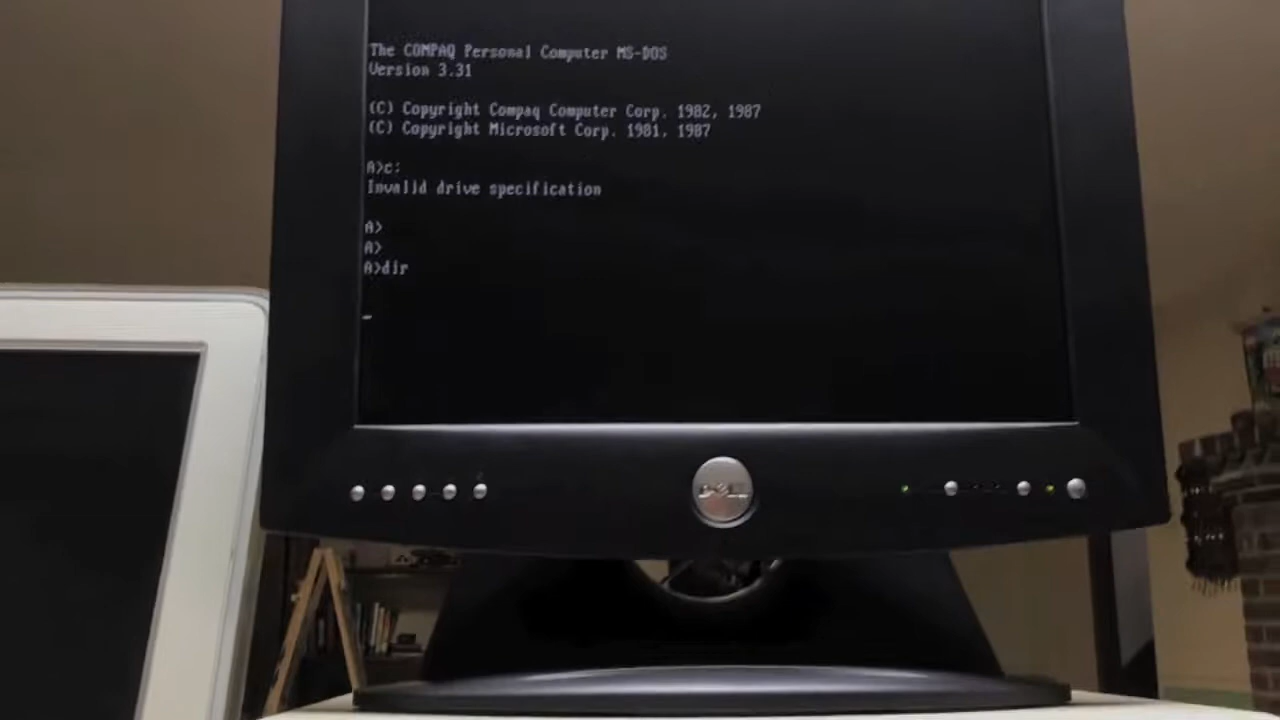 The COMPAQ Personal Computer MS-DOS
Version 3.31
(C) Copyright Compaq Computer Corp. 1982, 1987
(C) Copyright Microsoft Corp. 1981, 1987
A>c:
Invalid drive specification
A>
A>
A>dir
DELL